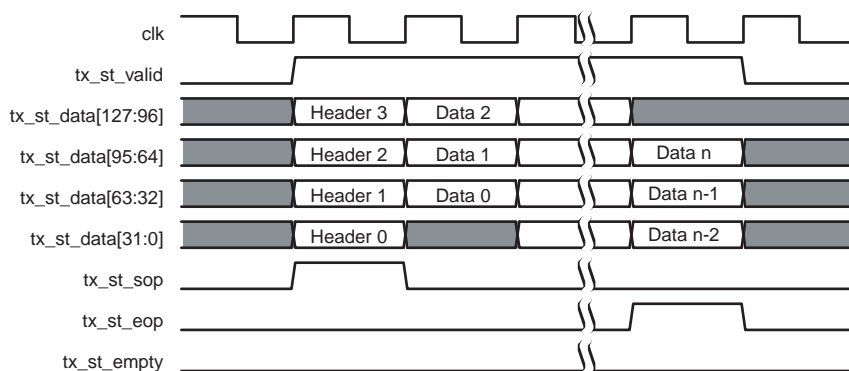 clk
tx_st_valid
tx_st_data[127:96] Header 3 Data 2
tx_st_data[95:64] Header 2 Data 1 Data n
tx_st_data[63:32] Header 1 Data 0 Data n-1
tx_st_data[31:0] Header 0 Data n-2
tx_st_sop
tx_st_eop
tx_st_empty